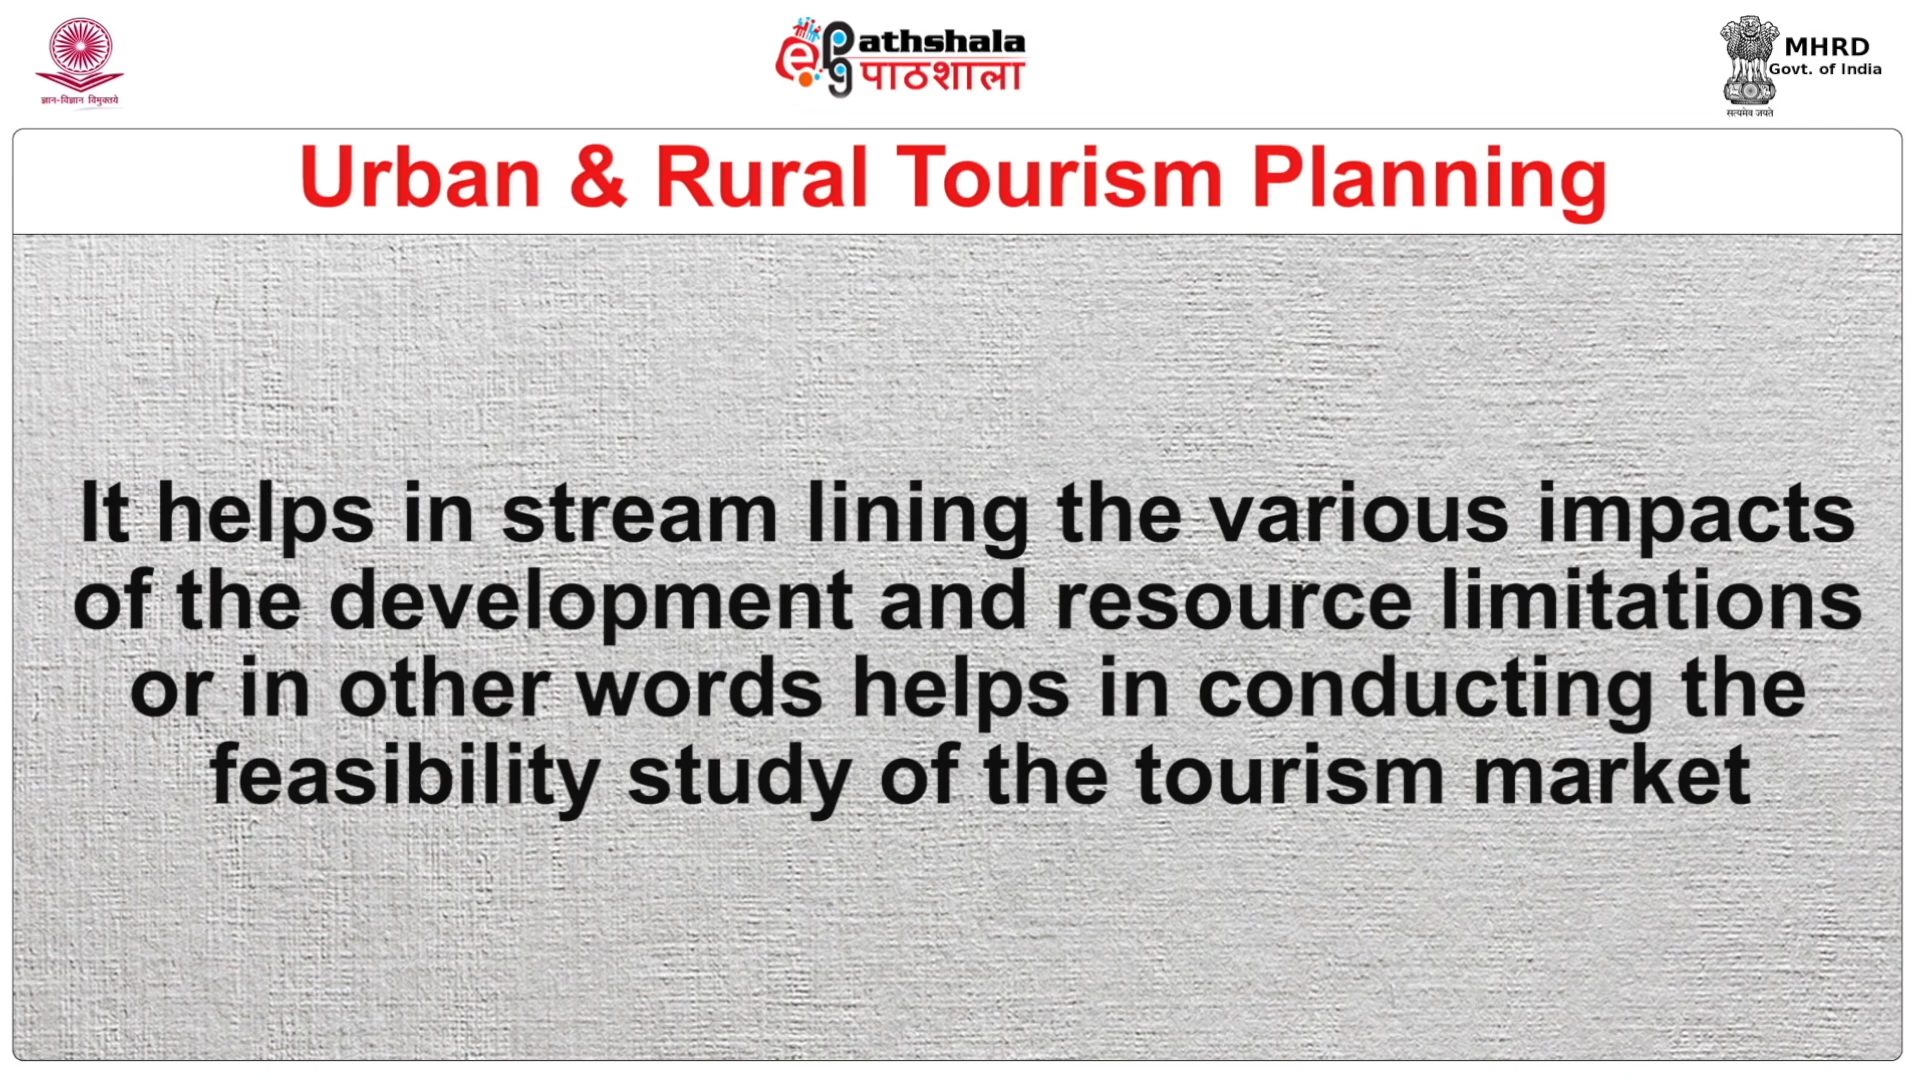 ज्ञान-विज्ञान विमुक्तये
epgathshala
पाठशाला
MHRD
Govt. of India
सत्यमेव जयते
Urban & Rural Tourism Planning
It helps in stream lining the various impacts
of the development and resource limitations
or in other words helps in conducting the
feasibility study of the tourism market